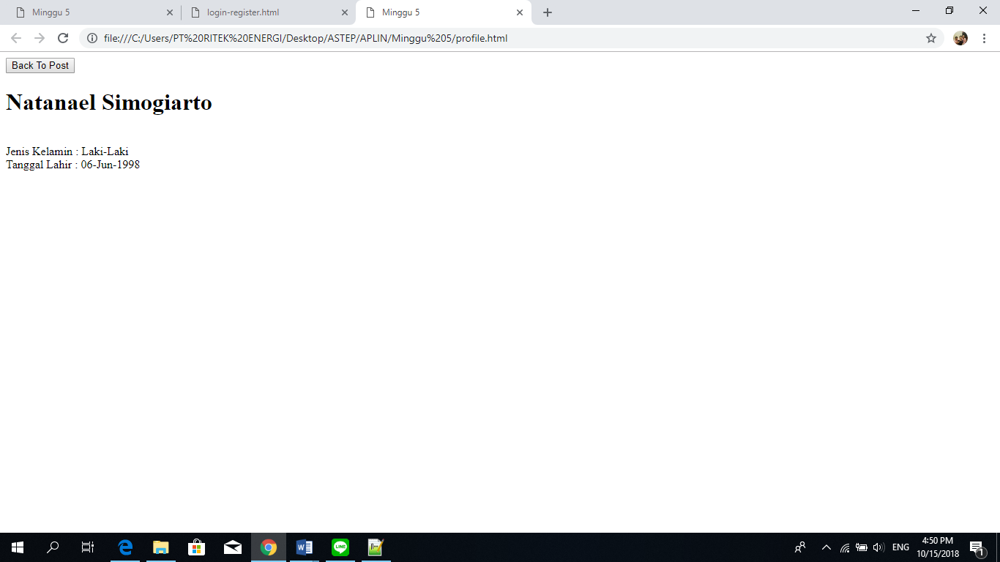 Minggu 5
login-register.html
Minggu 5
file:///C:/Users/PT%20RITEK%20ENERGI/Desktop/ASTEP/APLIN/Minggu%205/profile.html
Back To Post
Natanael Simogiarto
Jenis Kelamin : Laki-Laki
Tanggal Lahir : 06-Jun-1998
LINE
N++
ENG
4:50 PM
10/15/2018
1